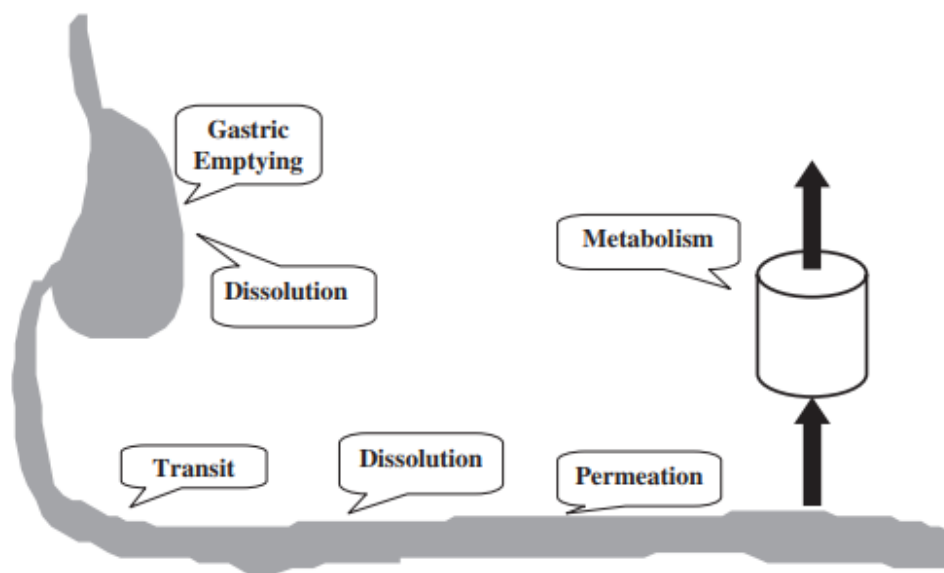 Gastric
Emptying
Metabolism
Dissolution
Transit
Dissolution
Permeation